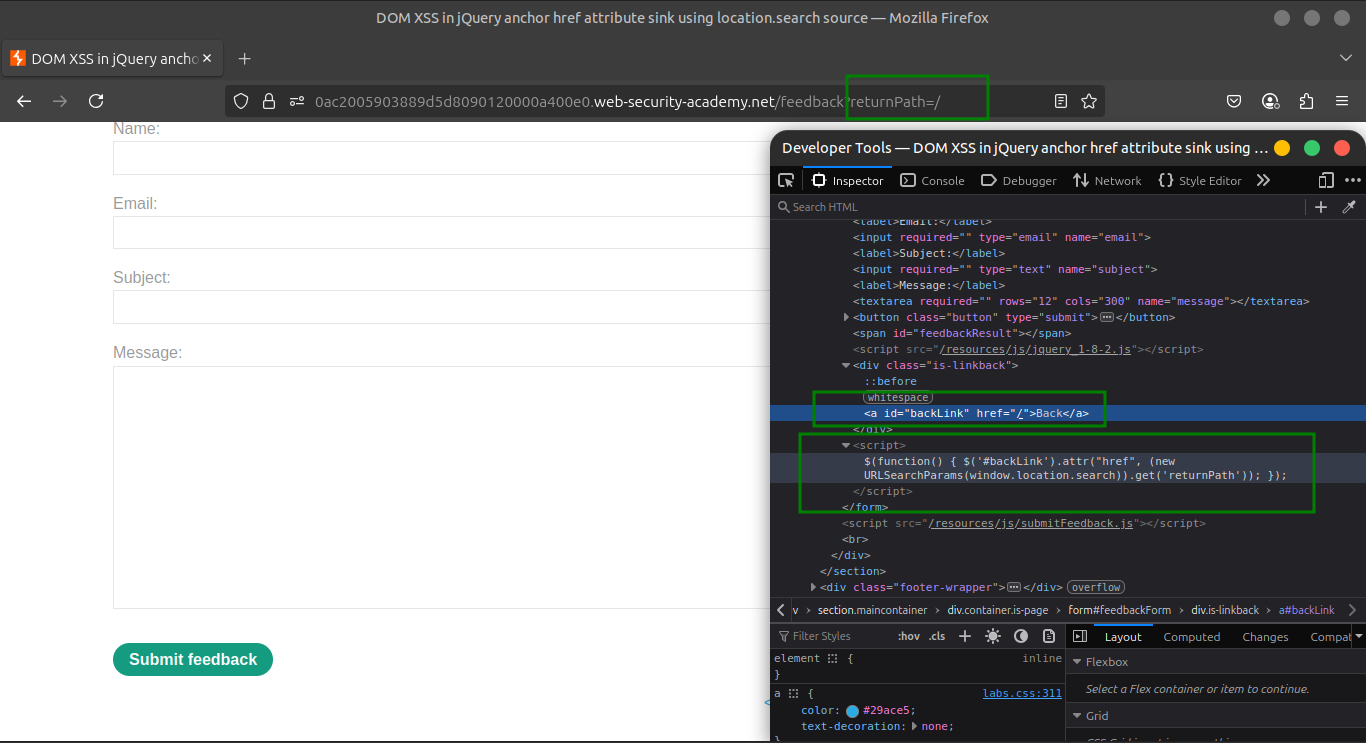 DOM XSS in jQuery anchor href attribute sink using location.search source — Mozilla Firefox
DOM XSS in jQuery ancho
0ac2005903889d5d8090120000a400e0.web-security-academy.net/feedback?returnPath=/
Name:
Email:
Subject:
Message:
Submit feedback
<
Developer Tools — DOM XSS in jQuery anchor href attribute sink using ...
Inspector Console Debugger Network Style Editor
Search HTML
<label>Email:</label>
<input required="" type="email" name="email">
<label>Subject:</label>
<input required="" type="text" name="subject">
<label>Message:</label>
<textarea required="" rows="12" cols="300" name="message"></textarea>
<button class="button" type="submit"></button>
<span id="feedbackResult"></span>
<script src="/resources/js/jquery_1-8-2.js"></script>
<div class="is-linkback">
::before
whitespace
<a id="backLink" href="/">Back</a>
</div>
<script>
$(function() { $('#backLink').attr("href", (new
URLSearchParams(window.location.search)).get('returnPath')); });
</script>
</form>
<script src="/resources/js/submitFeedback.js"></script>
<br>
</div>
</section>
<div class="footer-wrapper"></div> overflow
v section.maincontainer div.container.is-page form#feedbackForm div.is-linkback a#backLink
Filter Styles :hov .cls
Layout Computed Changes Compat
element { inline
}
a { labs.css:311
color: #29ace5;
text-decoration: none;
}
Flexbox
Select a Flex container or item to continue.
Grid